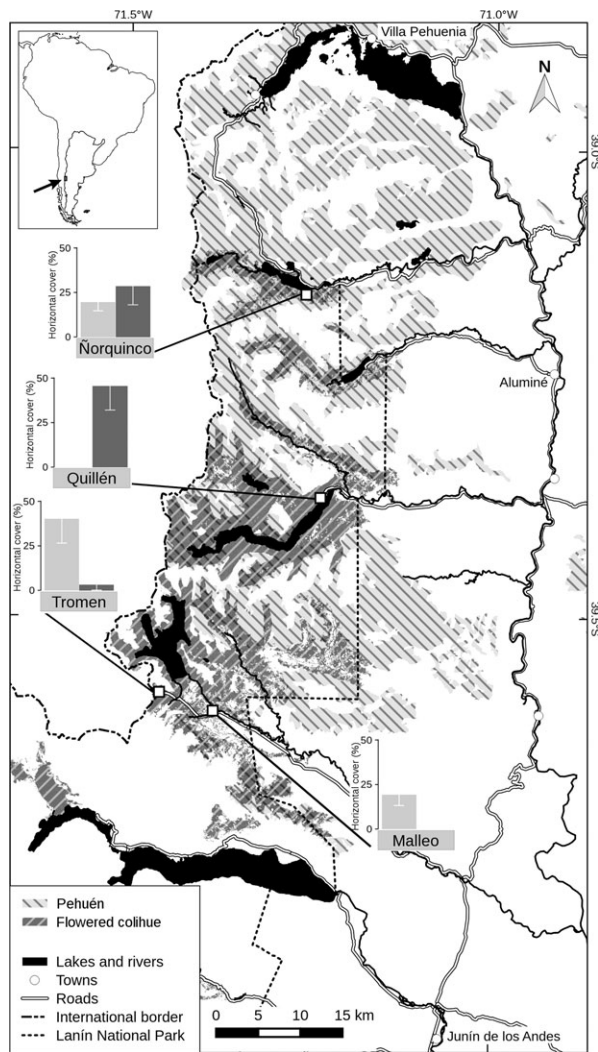 71.5°W
71.0°W
Villa Pehuenia
N
39.0°S
50
25
0
Horizontal cover (%)
Ñorquinco
Aluminé
50
25
0
Horizontal cover (%)
Quillén
50
25
0
Horizontal cover (%)
Tromen
39.5°S
50
25
0
Horizontal cover (%)
Malleo
Pehuén
Flowered colihue
Lakes and rivers
Towns
Roads
International border
Lanín National Park
0 5 10 15 km
Junín de los Andes